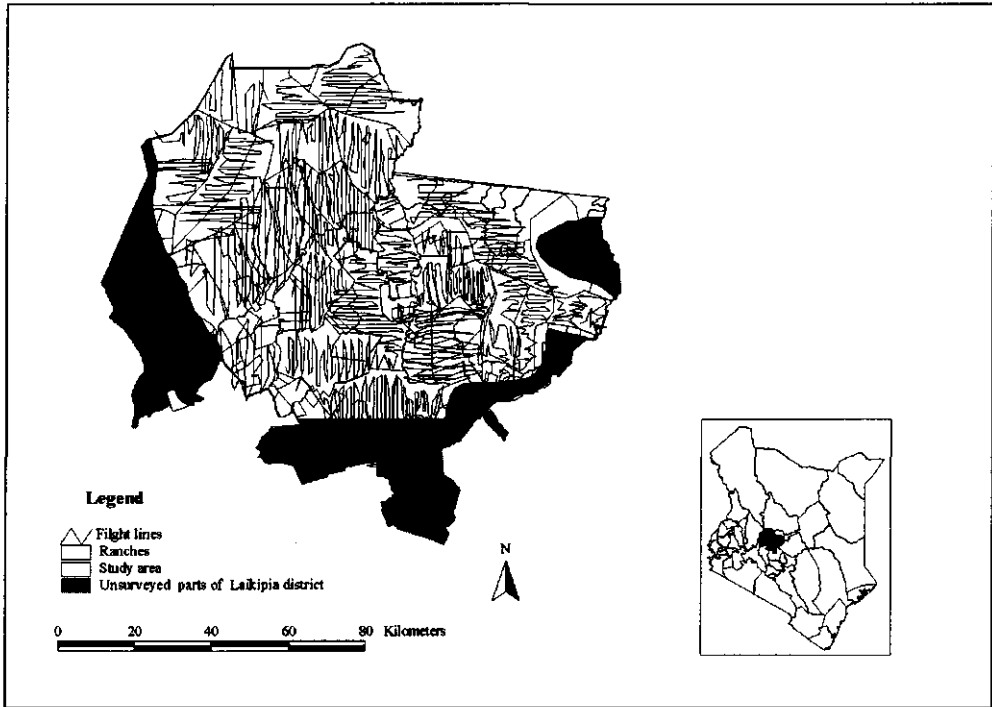 Legend
Filght lines
Ranches
Study area
Unsurveyed parts of Laikipia district
N
0 20 40 60 80 Kilometers